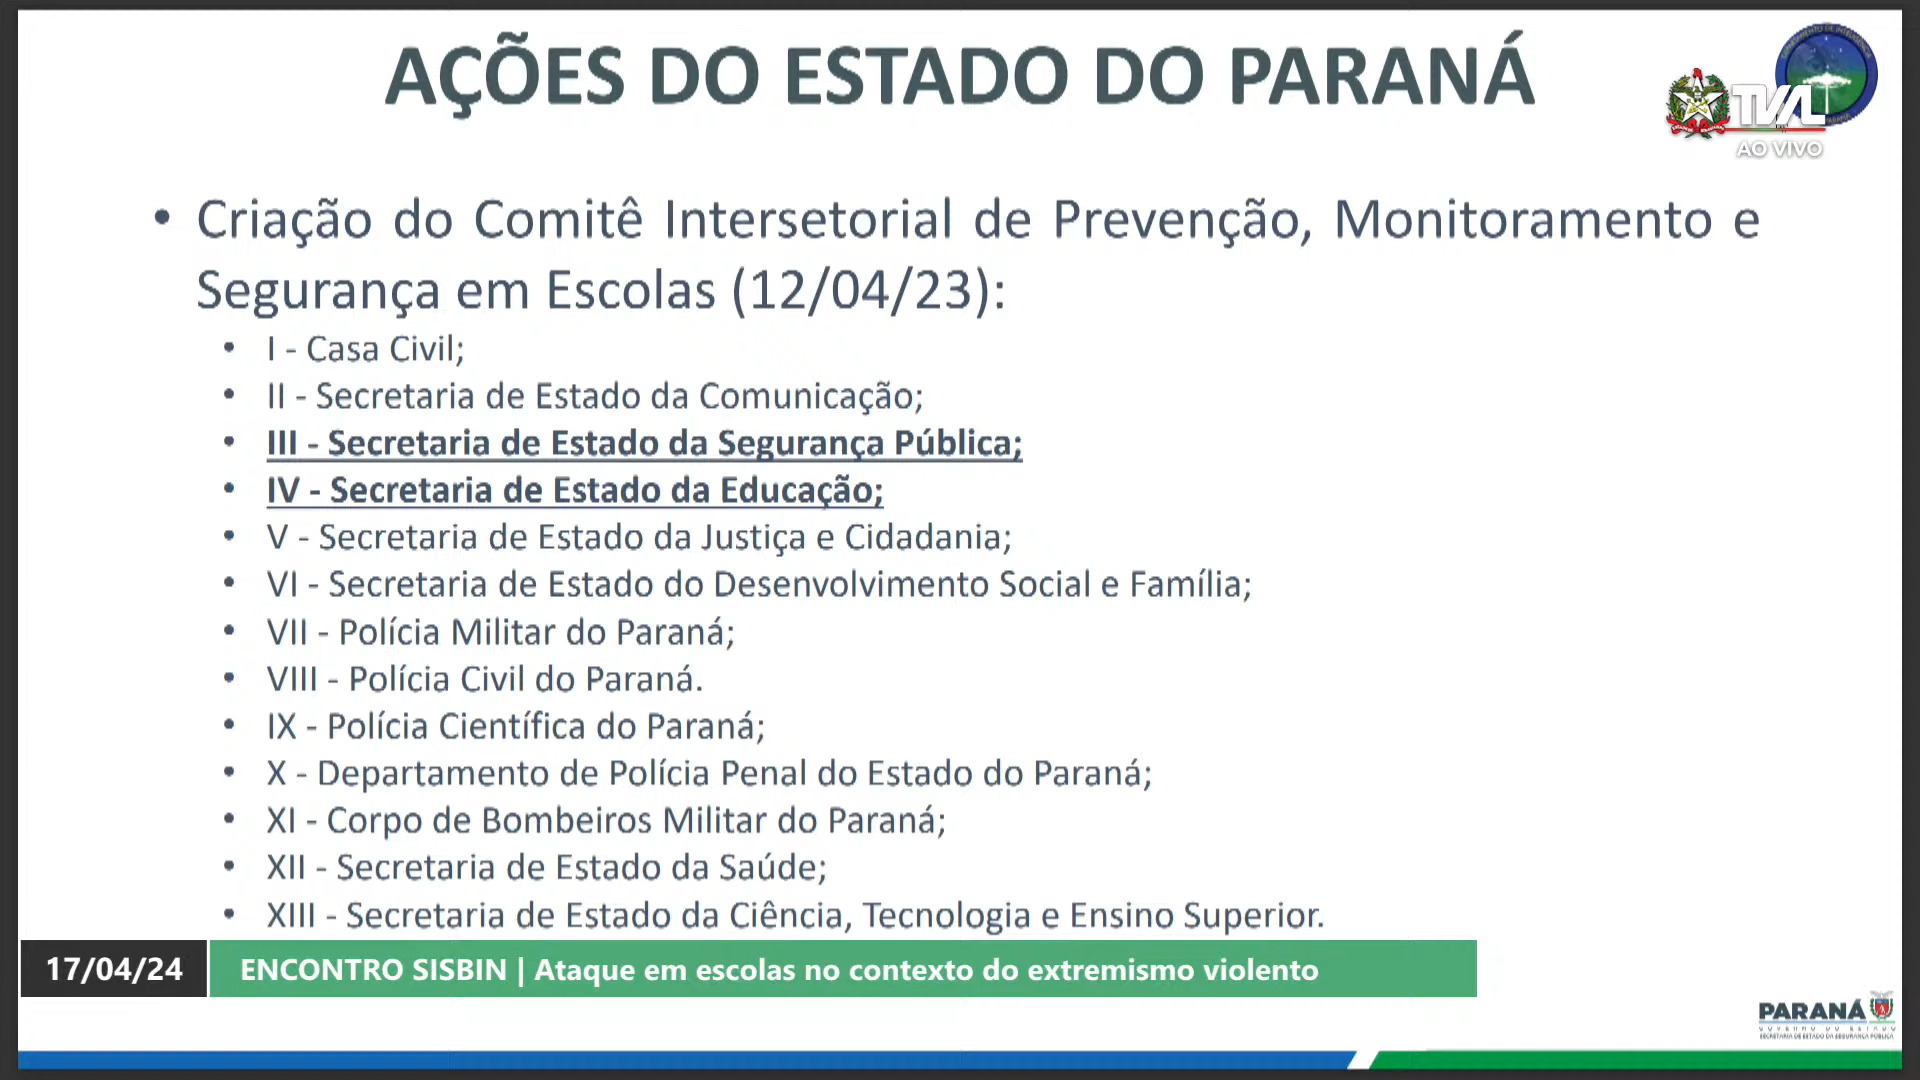 AÇÕES DO ESTADO DO PARANÁ
TVAL
AO VIVO
• Criação do Comitê Intersetorial de Prevenção, Monitoramento e
Segurança em Escolas (12/04/23):
• I - Casa Civil;
• II - Secretaria de Estado da Comunicação;
• III - Secretaria de Estado da Segurança Pública;
• IV - Secretaria de Estado da Educação;
• V - Secretaria de Estado da Justiça e Cidadania;
• VI - Secretaria de Estado do Desenvolvimento Social e Família;
• VII - Polícia Militar do Paraná;
• VIII - Polícia Civil do Paraná.
• IX - Polícia Científica do Paraná;
• X - Departamento de Polícia Penal do Estado do Paraná;
• XI - Corpo de Bombeiros Militar do Paraná;
• XII - Secretaria de Estado da Saúde;
• XIII - Secretaria de Estado da Ciência, Tecnologia e Ensino Superior.
17/04/24 ENCONTRO SISBIN | Ataque em escolas no contexto do extremismo violento
PARANÁ
GOVERNO DO ESTADO
SECRETARIA DE ESTADO DA SEGURANÇA PÚBLICA